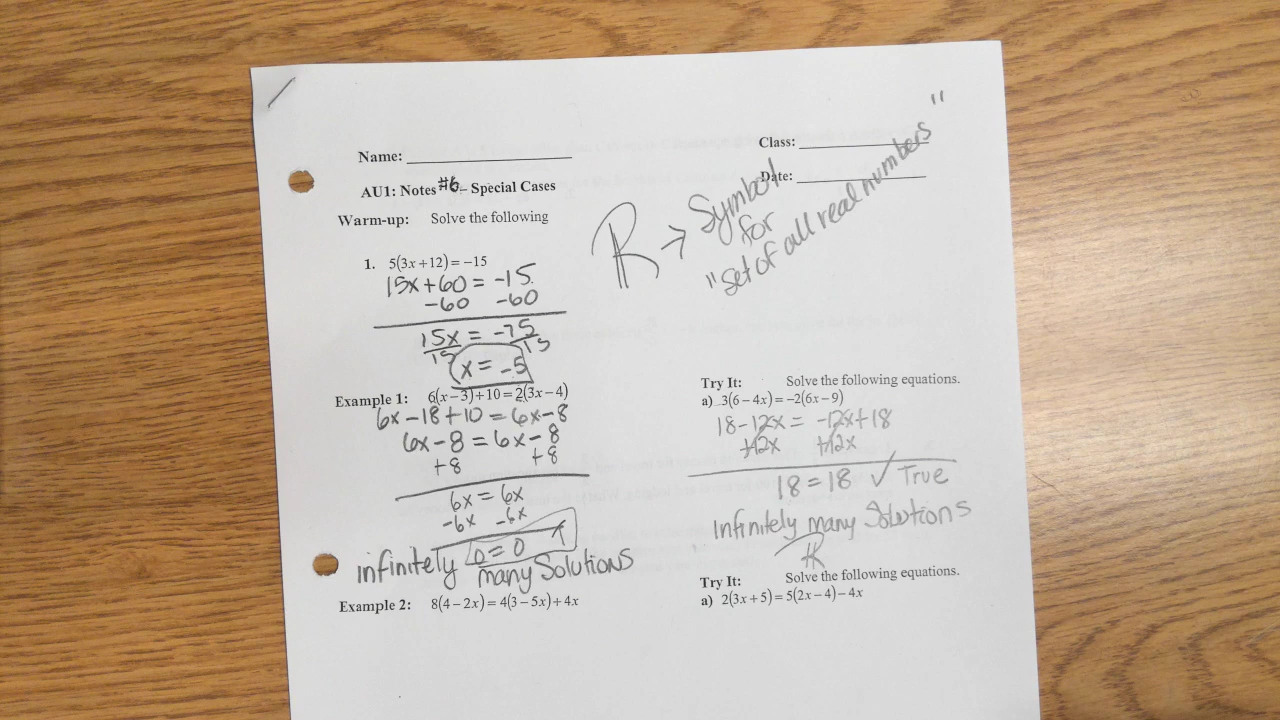 Name: ____________ Class: ____________
AU1: Notes #6 – Special Cases Date: ____________
Warm-up: Solve the following
ℝ → Symbol
for
"set of all real numbers"
1. 5(3x+12)=−15
15x+60 = -15
-60 -60
15x = -75
15 15
x = -5
Example 1: 6(x−3)+10=2(3x−4)
6x-18+10 = 6x-8
6x-8 = 6x-8
+8 +8
6x = 6x
-6x -6x
0 = 0
infinitely many Solutions
Try It: Solve the following equations.
a) 3(6−4x)=−2(6x−9)
18-12x = -12x+18
+12x +12x
18 = 18 ✓ True
Infinitely many Solutions
ℝ
Example 2: 8(4−2x)=4(3−5x)+4x
Try It: Solve the following equations.
a) 2(3x+5)=5(2x−4)−4x